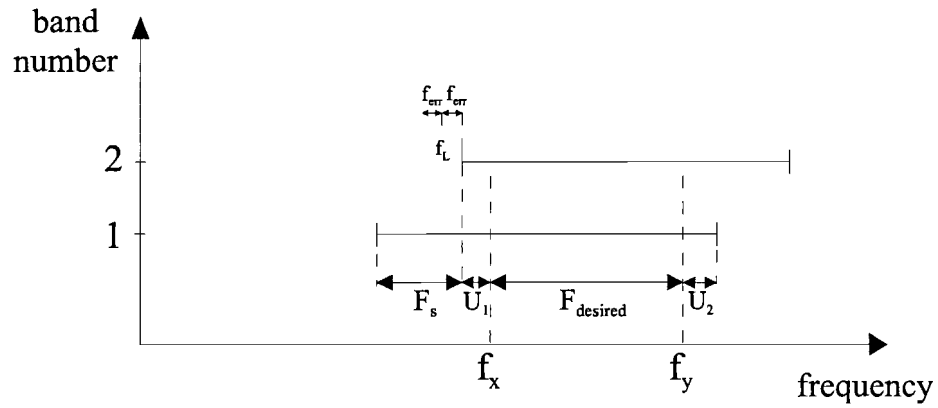 band
number
f_err f_err
f_L
2
1
F_s U_1 F_desired U_2
f_x f_y
frequency